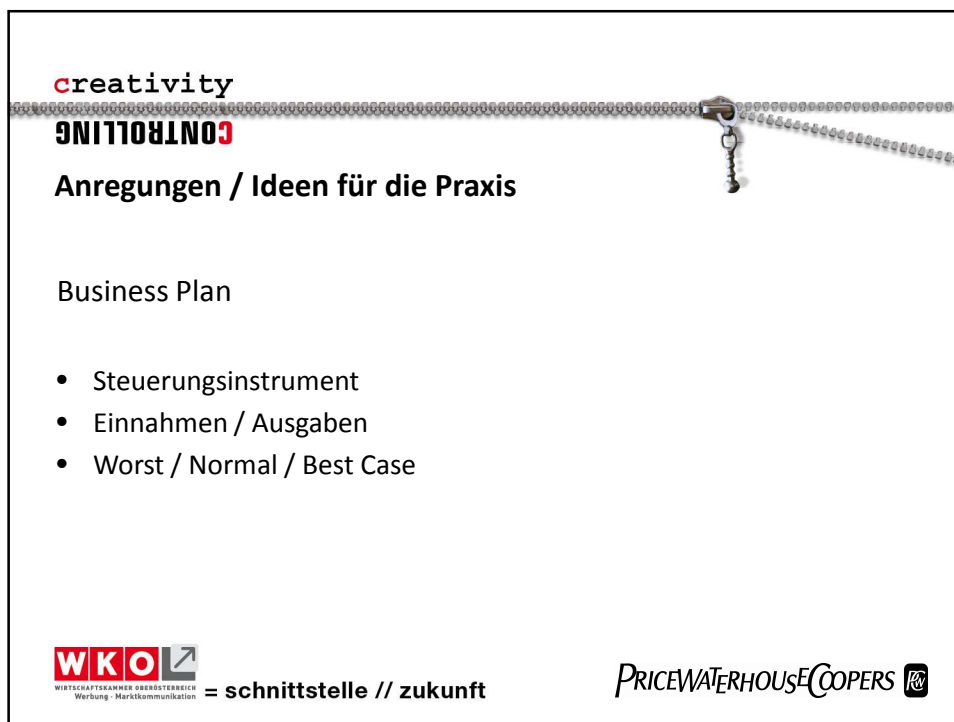 creativity
CONTROLLING
Anregungen / Ideen für die Praxis
Business Plan
• Steuerungsinstrument
• Einnahmen / Ausgaben
• Worst / Normal / Best Case
WKO
WIRTSCHAFTSKAMMER OBERÖSTERREICH
Werbung · Marktkommunikation
= schnittstelle // zukunft
PRICEWATERHOUSECOOPERS PwC